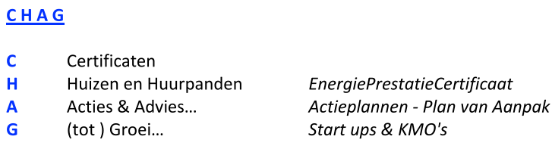 C H A G
C Certificaten
H Huizen en Huurpanden EnergiePrestatieCertificaat
A Acties & Advies... Actieplannen - Plan van Aanpak
G (tot ) Groei... Start ups & KMO's